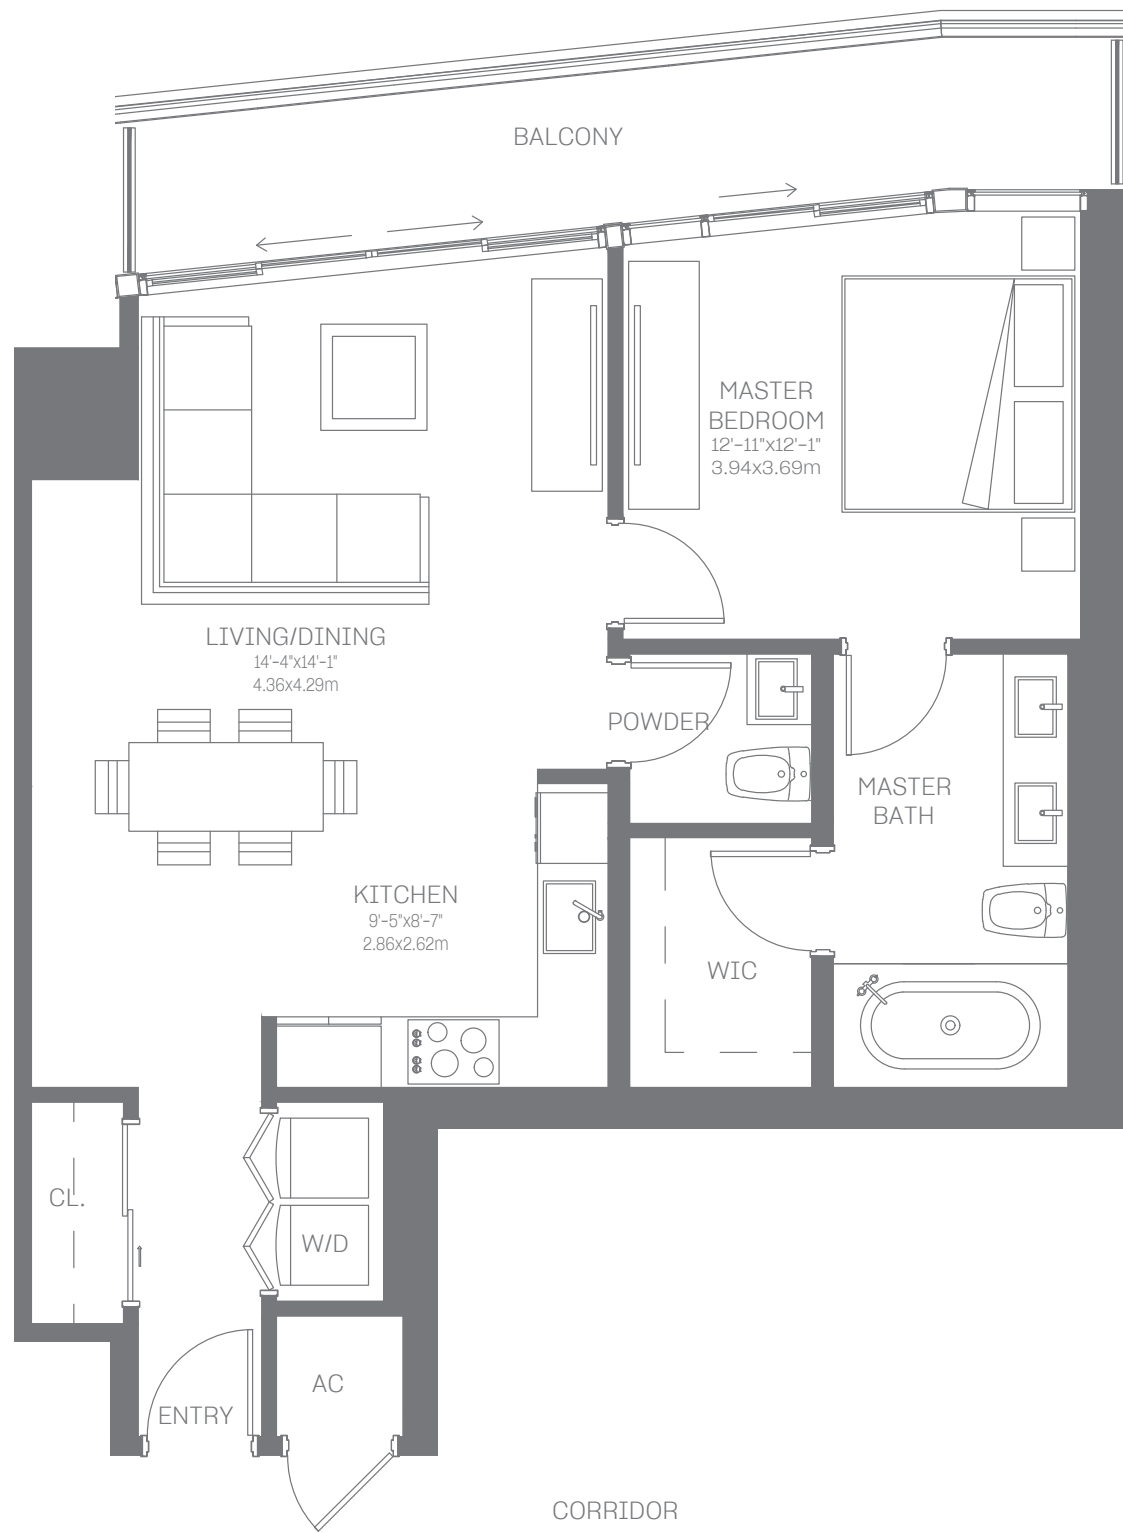 BALCONY
MASTER
BEDROOM
12'-11"x12'-1"
3.94x3.69m
LIVING/DINING
14'-4"x14'-1"
4.36x4.29m
POWDER
MASTER
BATH
KITCHEN
9'-5"x8'-7"
2.86x2.62m
WIC
CL.
W/D
AC
ENTRY
CORRIDOR